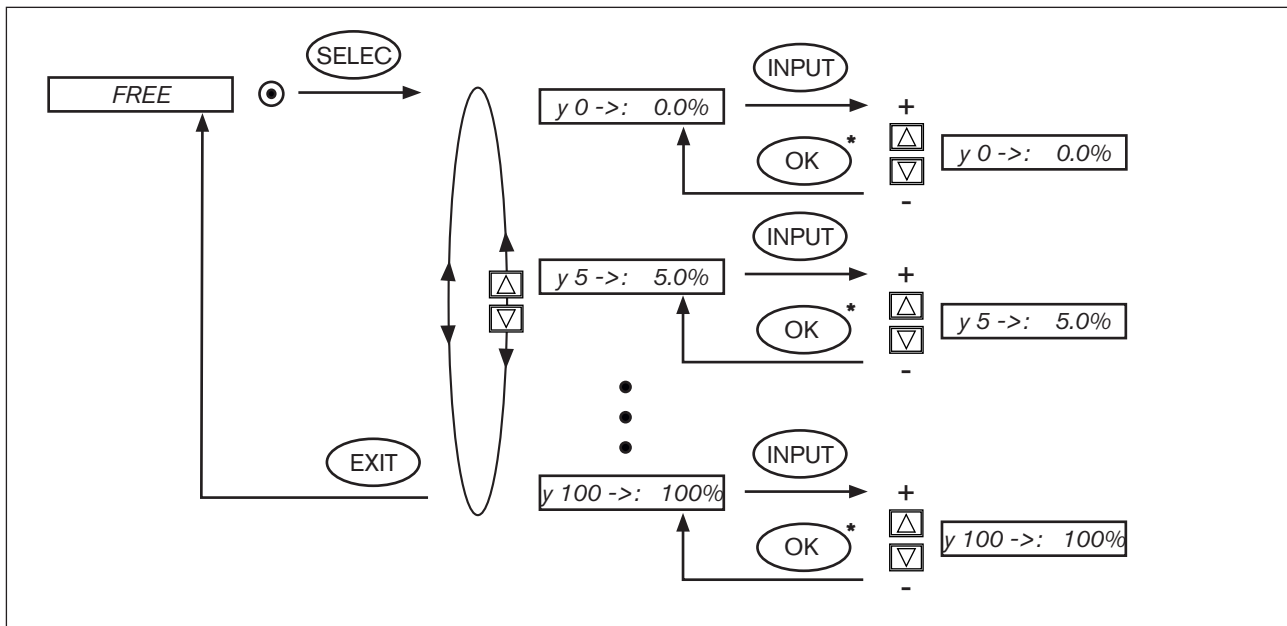 SELEC
FREE
INPUT
y 0 ->: 0.0%
+
OK *
y 0 ->: 0.0%
-
INPUT
y 5 ->: 5.0%
+
OK *
y 5 ->: 5.0%
-
EXIT
INPUT
y 100 ->: 100%
+
OK *
y 100 ->: 100%
-